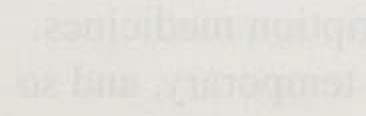 ption medicines.
temporary, and so